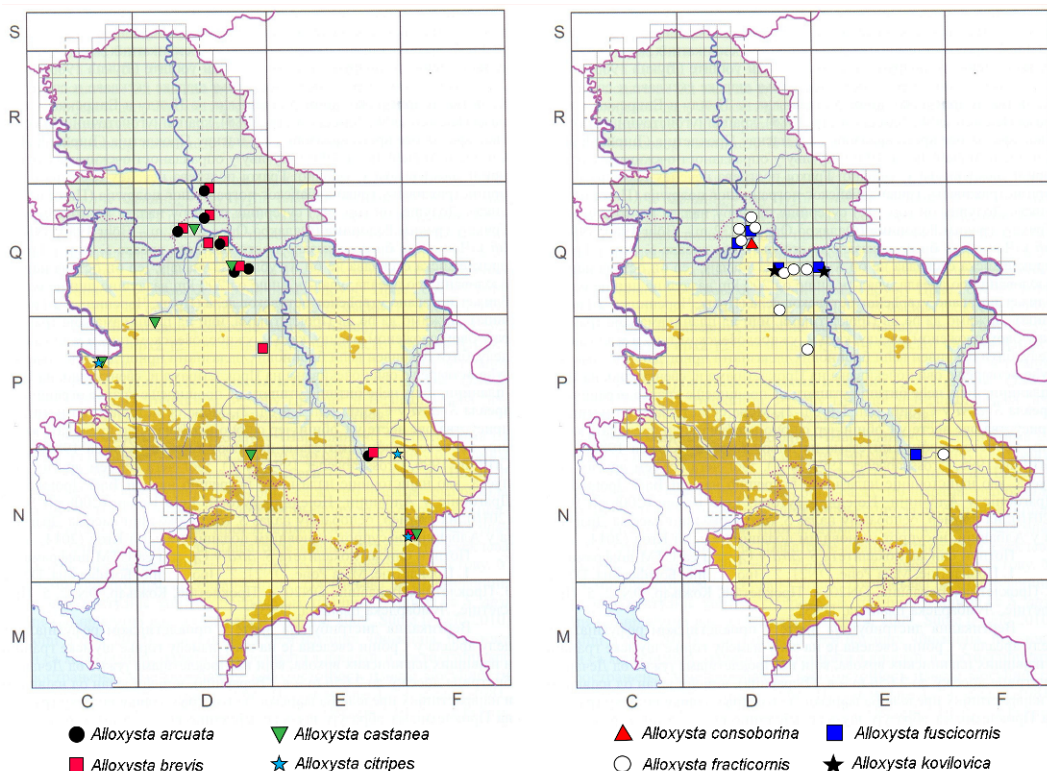 S
R
Q
P
N
M
C D E F
C D E F
Alloxysta arcuata Alloxysta castanea
Alloxysta brevis Alloxysta citripes
Alloxysta consoborina Alloxysta fuscicornis
Alloxysta fracticornis Alloxysta kovilovica
S
R
Q
P
N
M